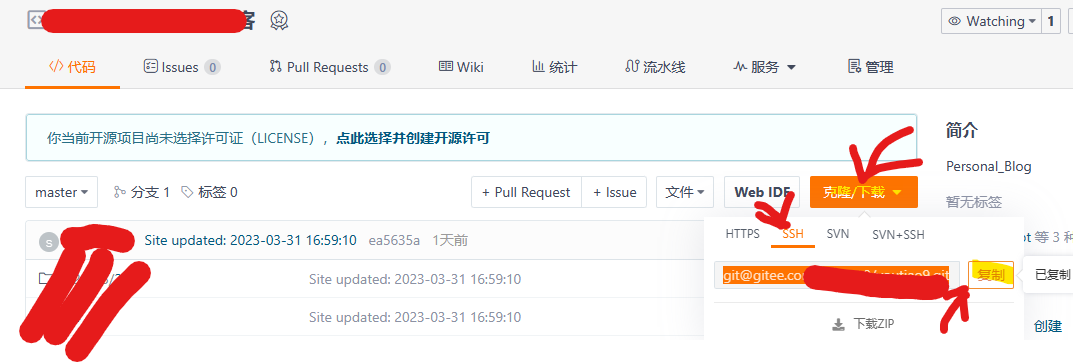 客
Watching 1
代码 Issues 0 Pull Requests 0 Wiki 统计 流水线 服务 管理
你当前开源项目尚未选择许可证（LICENSE），点此选择并创建开源许可
简介
Personal_Blog
暂无标签
master 分支 1 标签 0 + Pull Request + Issue 文件 Web IDE 克隆/下载
HTTPS SSH SVN SVN+SSH
等 3 种
s Site updated: 2023-03-31 16:59:10 ea5635a 1天前
git@gitee.co 复制 已复制
Site updated: 2023-03-31 16:59:10
Site updated: 2023-03-31 16:59:10
下载ZIP
创建